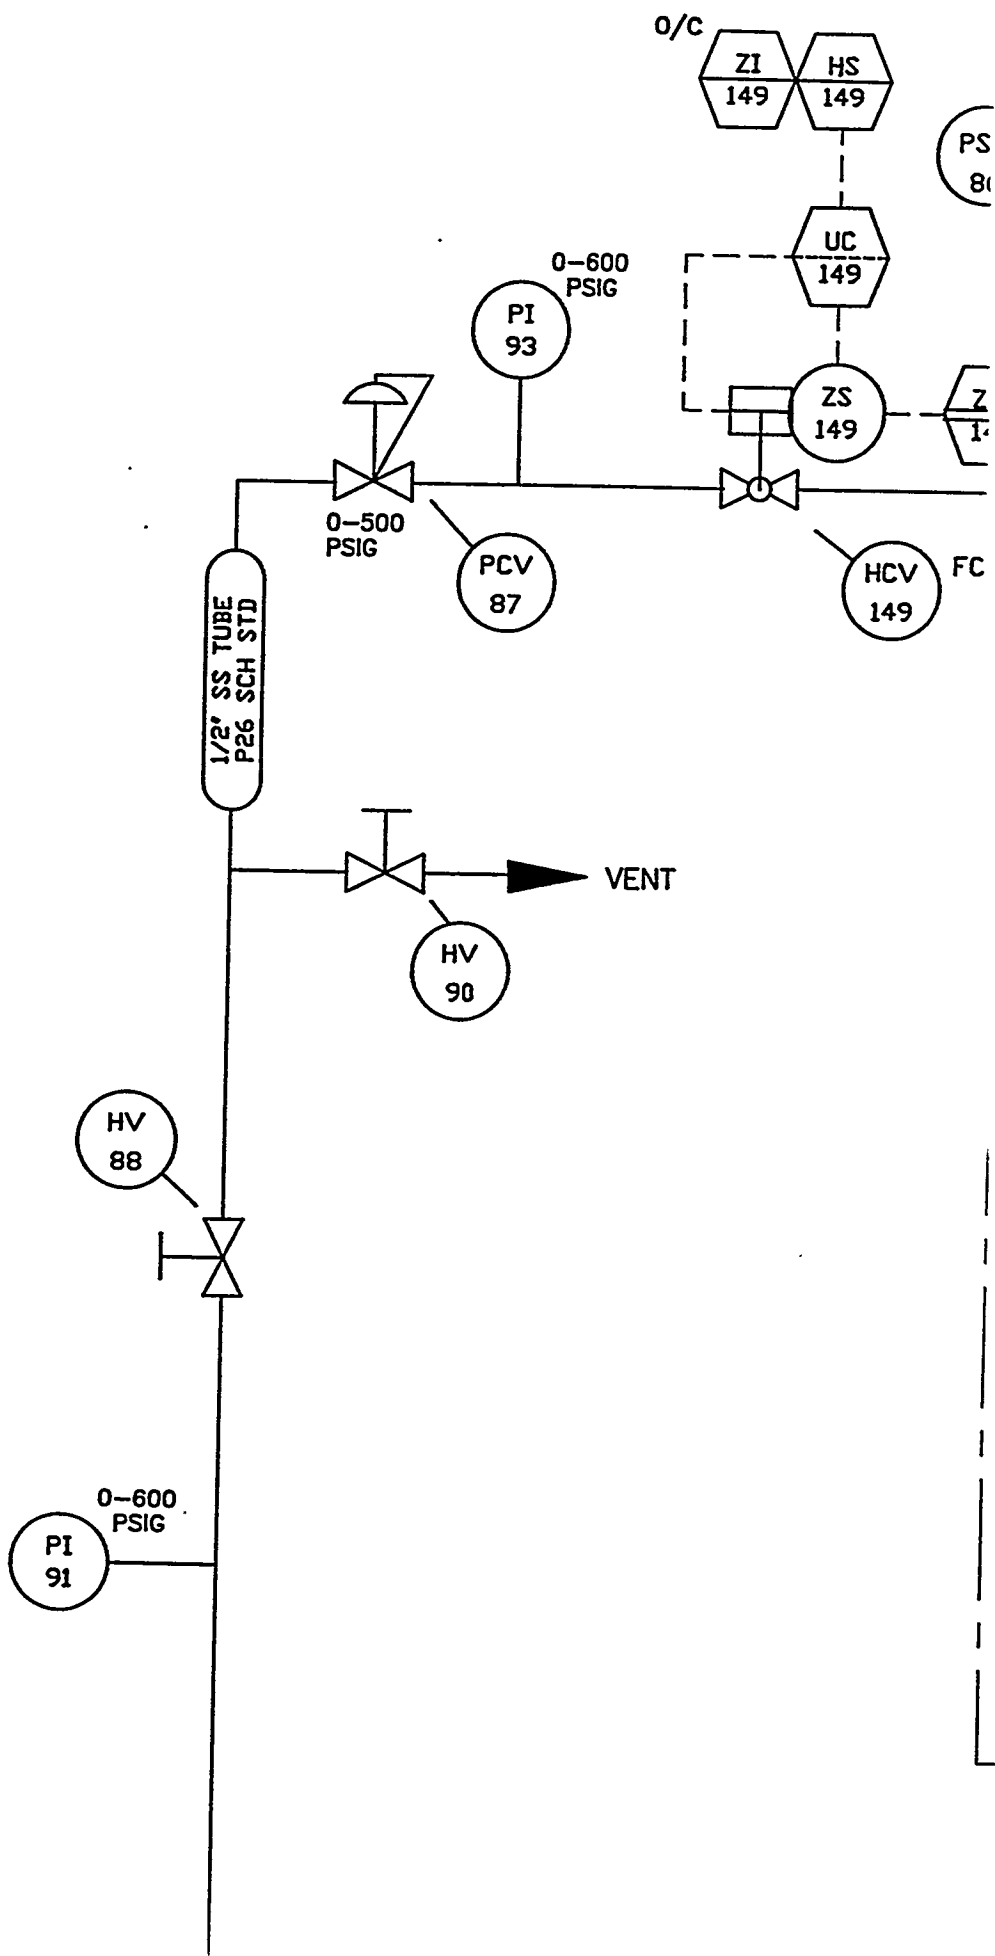 O/C
ZI
149
HS
149
PS
UC
149
0-600
PSIG
PI
93
ZS
149
Z
0-500
PSIG
PCV
87
HCV
149
FC
1/2" SS TUBE
P26 SCH STD
VENT
HV
90
HV
88
0-600
PSIG
PI
91